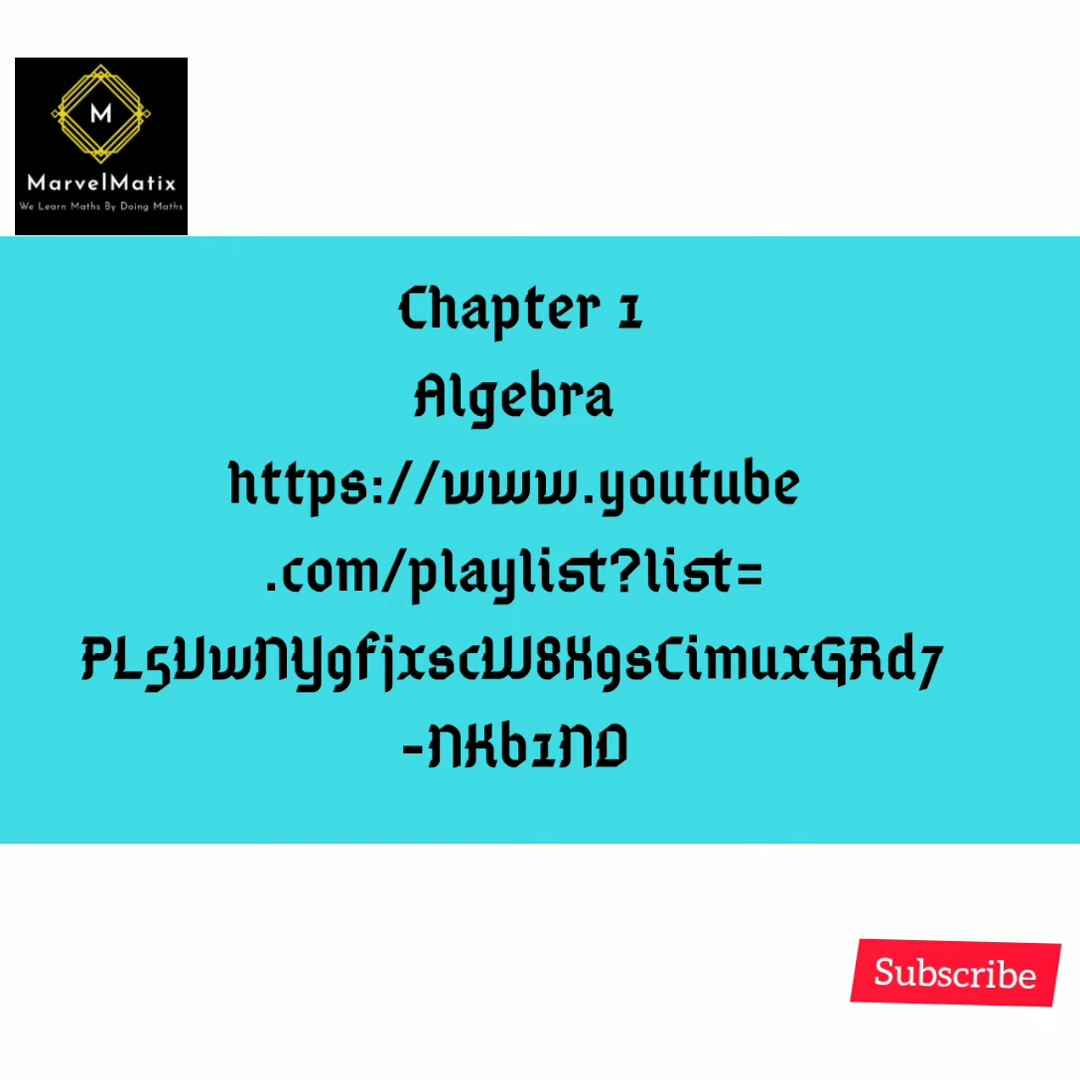 M
MarvelMatix
We Learn Maths By Doing Maths
Chapter 1
Algebra
https://www.youtube
.com/playlist?list=
PL5VwNYgfjxscW8XgsCimuxGRd7
-NKb1ND
Subscribe